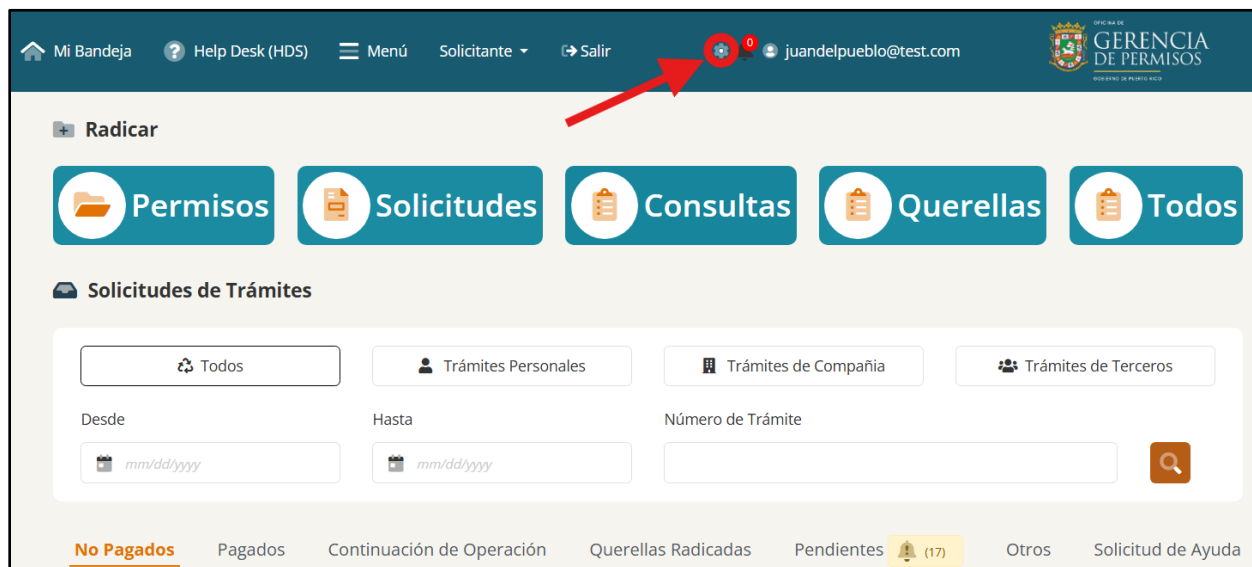 Mi Bandeja Help Desk (HDS) Menú Solicitante Salir 0 juandelpueblo@test.com
OFICINA DE
GERENCIA
DE PERMISOS
GOBIERNO DE PUERTO RICO
Radicar
Permisos Solicitudes Consultas Querellas Todos
Solicitudes de Trámites
Todos Trámites Personales Trámites de Compañia Trámites de Terceros
Desde Hasta Número de Trámite
mm/dd/yyyy mm/dd/yyyy
No Pagados Pagados Continuación de Operación Querellas Radicadas Pendientes (17) Otros Solicitud de Ayuda